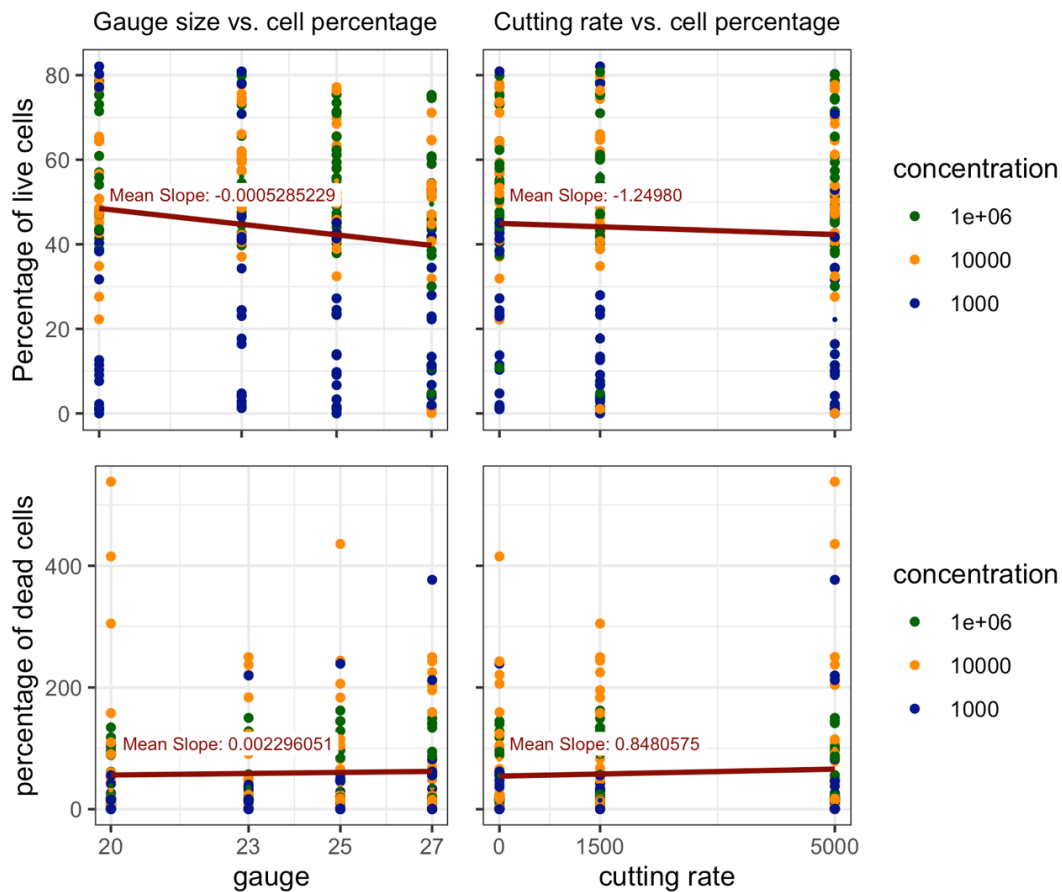 Gauge size vs. cell percentage
Cutting rate vs. cell percentage
Percentage of live cells
80
60
40
20
0
Mean Slope: -0.0005285229
Mean Slope: -1.24980
concentration
1e+06
10000
1000
percentage of dead cells
400
200
0
Mean Slope: 0.002296051
Mean Slope: 0.8480575
concentration
1e+06
10000
1000
20 23 25 27
0 1500 5000
gauge
cutting rate